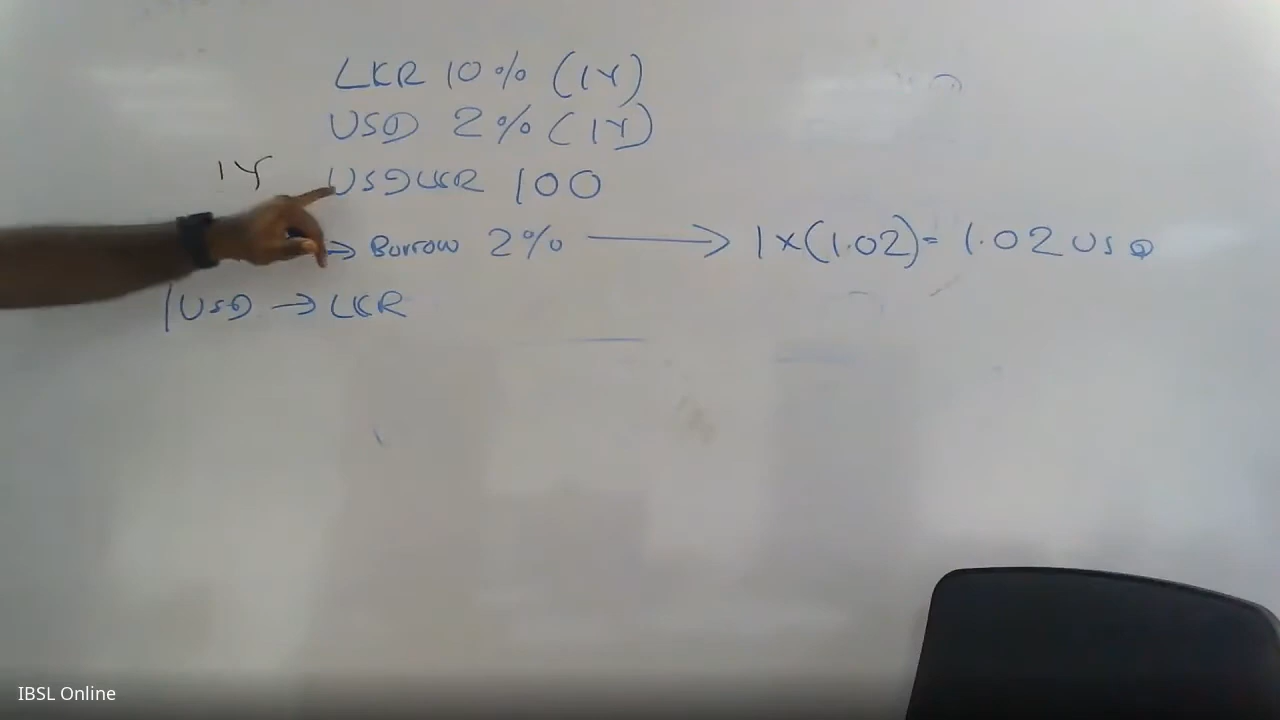 LKR 10% (1Y)
USD 2% (1Y)
1Y USDLKR 100
→ Borrow 2% → 1×(1.02)= 1.02 USD
1USD → LKR
IBSL Online